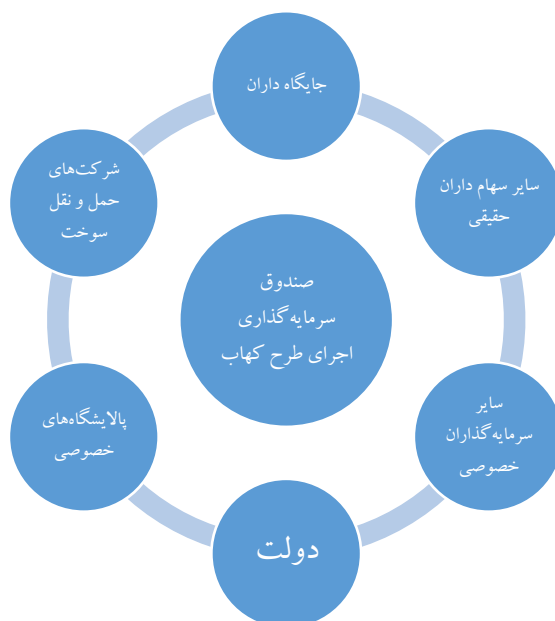 جایگاه داران
سایر سهام داران
حقیقی
شرکت‌های
حمل و نقل
سوخت
صندوق
سرمایه‌گذاری
اجرای طرح کهاب
سایر
سرمایه‌گذاران
خصوصی
پالایشگاه‌های
خصوصی
دولت